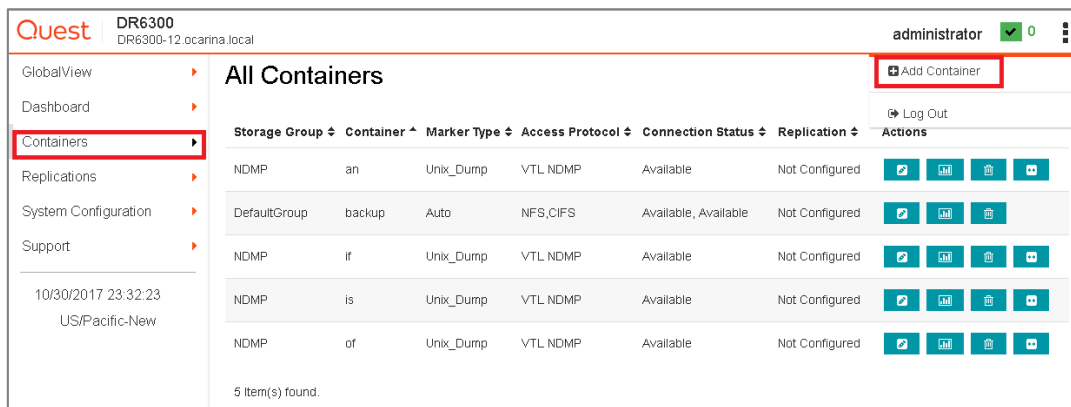 Quest DR6300 administrator 0
DR6300-12.ocarina.local
GlobalView
Dashboard
Containers
Replications
System Configuration
Support
10/30/2017 23:32:23
US/Pacific-New
All Containers
Add Container
Log Out
Storage Group Container Marker Type Access Protocol Connection Status Replication Actions
NDMP an Unix_Dump VTL NDMP Available Not Configured
DefaultGroup backup Auto NFS,CIFS Available, Available Not Configured
NDMP if Unix_Dump VTL NDMP Available Not Configured
NDMP is Unix_Dump VTL NDMP Available Not Configured
NDMP of Unix_Dump VTL NDMP Available Not Configured
5 Item(s) found.